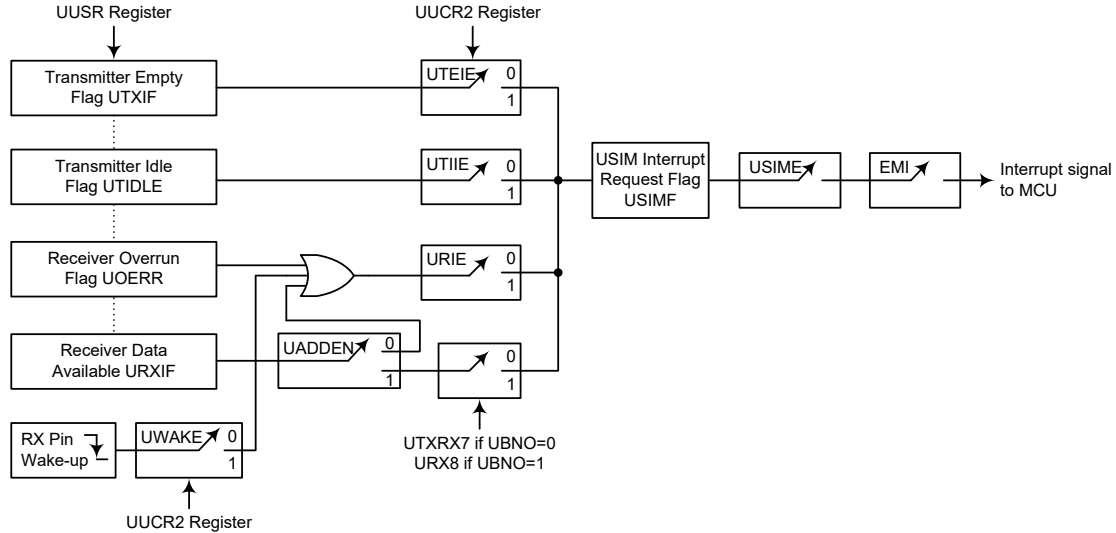 UUSR Register
UUCR2 Register
Transmitter Empty
Flag UTXIF
UTEIE
0
1
Transmitter Idle
Flag UTIDLE
UTIIE
0
1
USIM Interrupt
Request Flag
USIMF
USIME
EMI
Interrupt signal
to MCU
Receiver Overrun
Flag UOERR
URIE
0
1
Receiver Data
Available URXIF
UADDEN
0
1
0
1
RX Pin
Wake-up
UWAKE
0
1
UTXRX7 if UBNO=0
URX8 if UBNO=1
UUCR2 Register